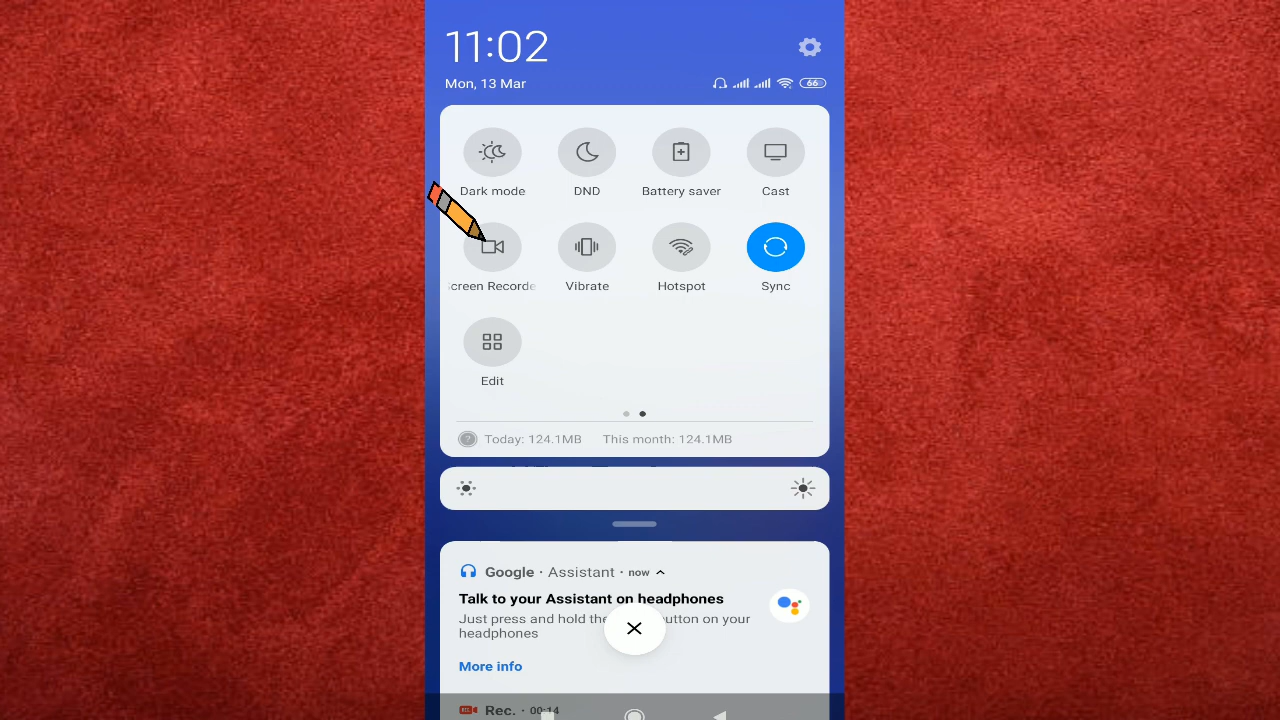 11:02
Mon, 13 Mar
66
Dark mode DND Battery saver Cast
creen Recorde Vibrate Hotspot Sync
Edit
? Today: 124.1MB This month: 124.1MB
Google · Assistant · now
Talk to your Assistant on headphones
Just press and hold the utton on your
headphones
More info
Rec. · 00:14